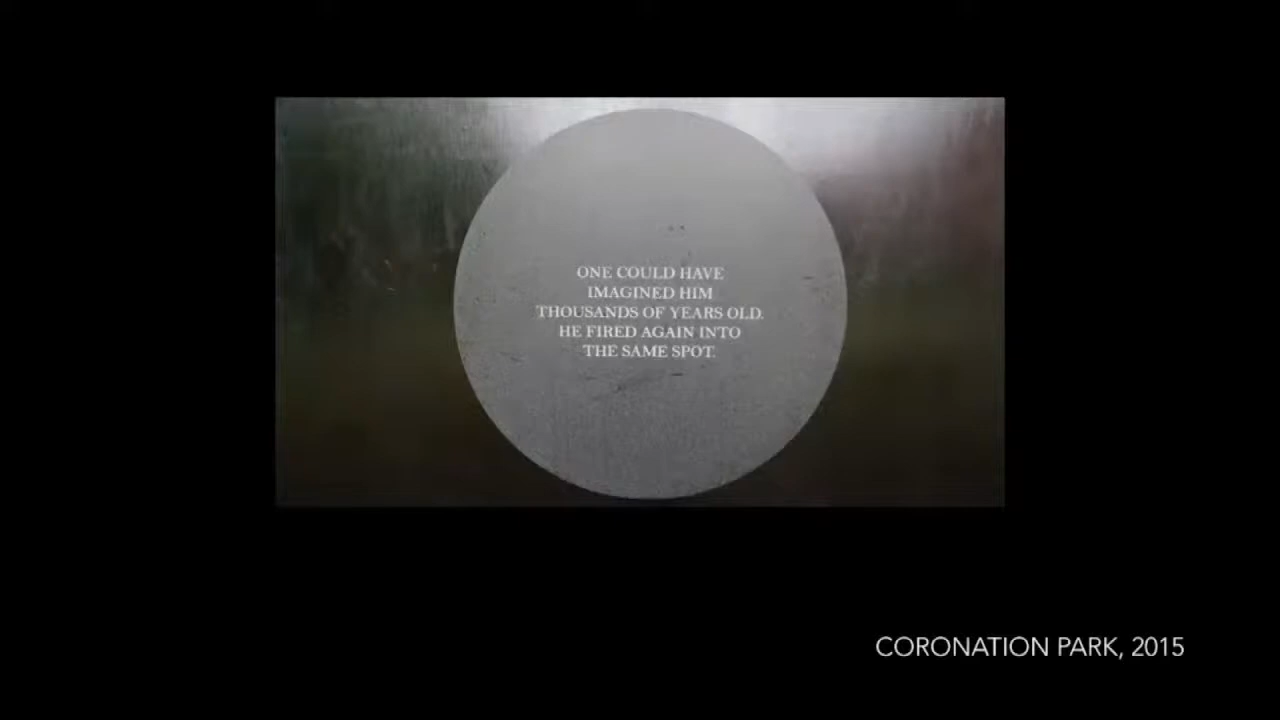 ONE COULD HAVE
IMAGINED HIM
THOUSANDS OF YEARS OLD.
HE FIRED AGAIN INTO
THE SAME SPOT.
CORONATION PARK, 2015